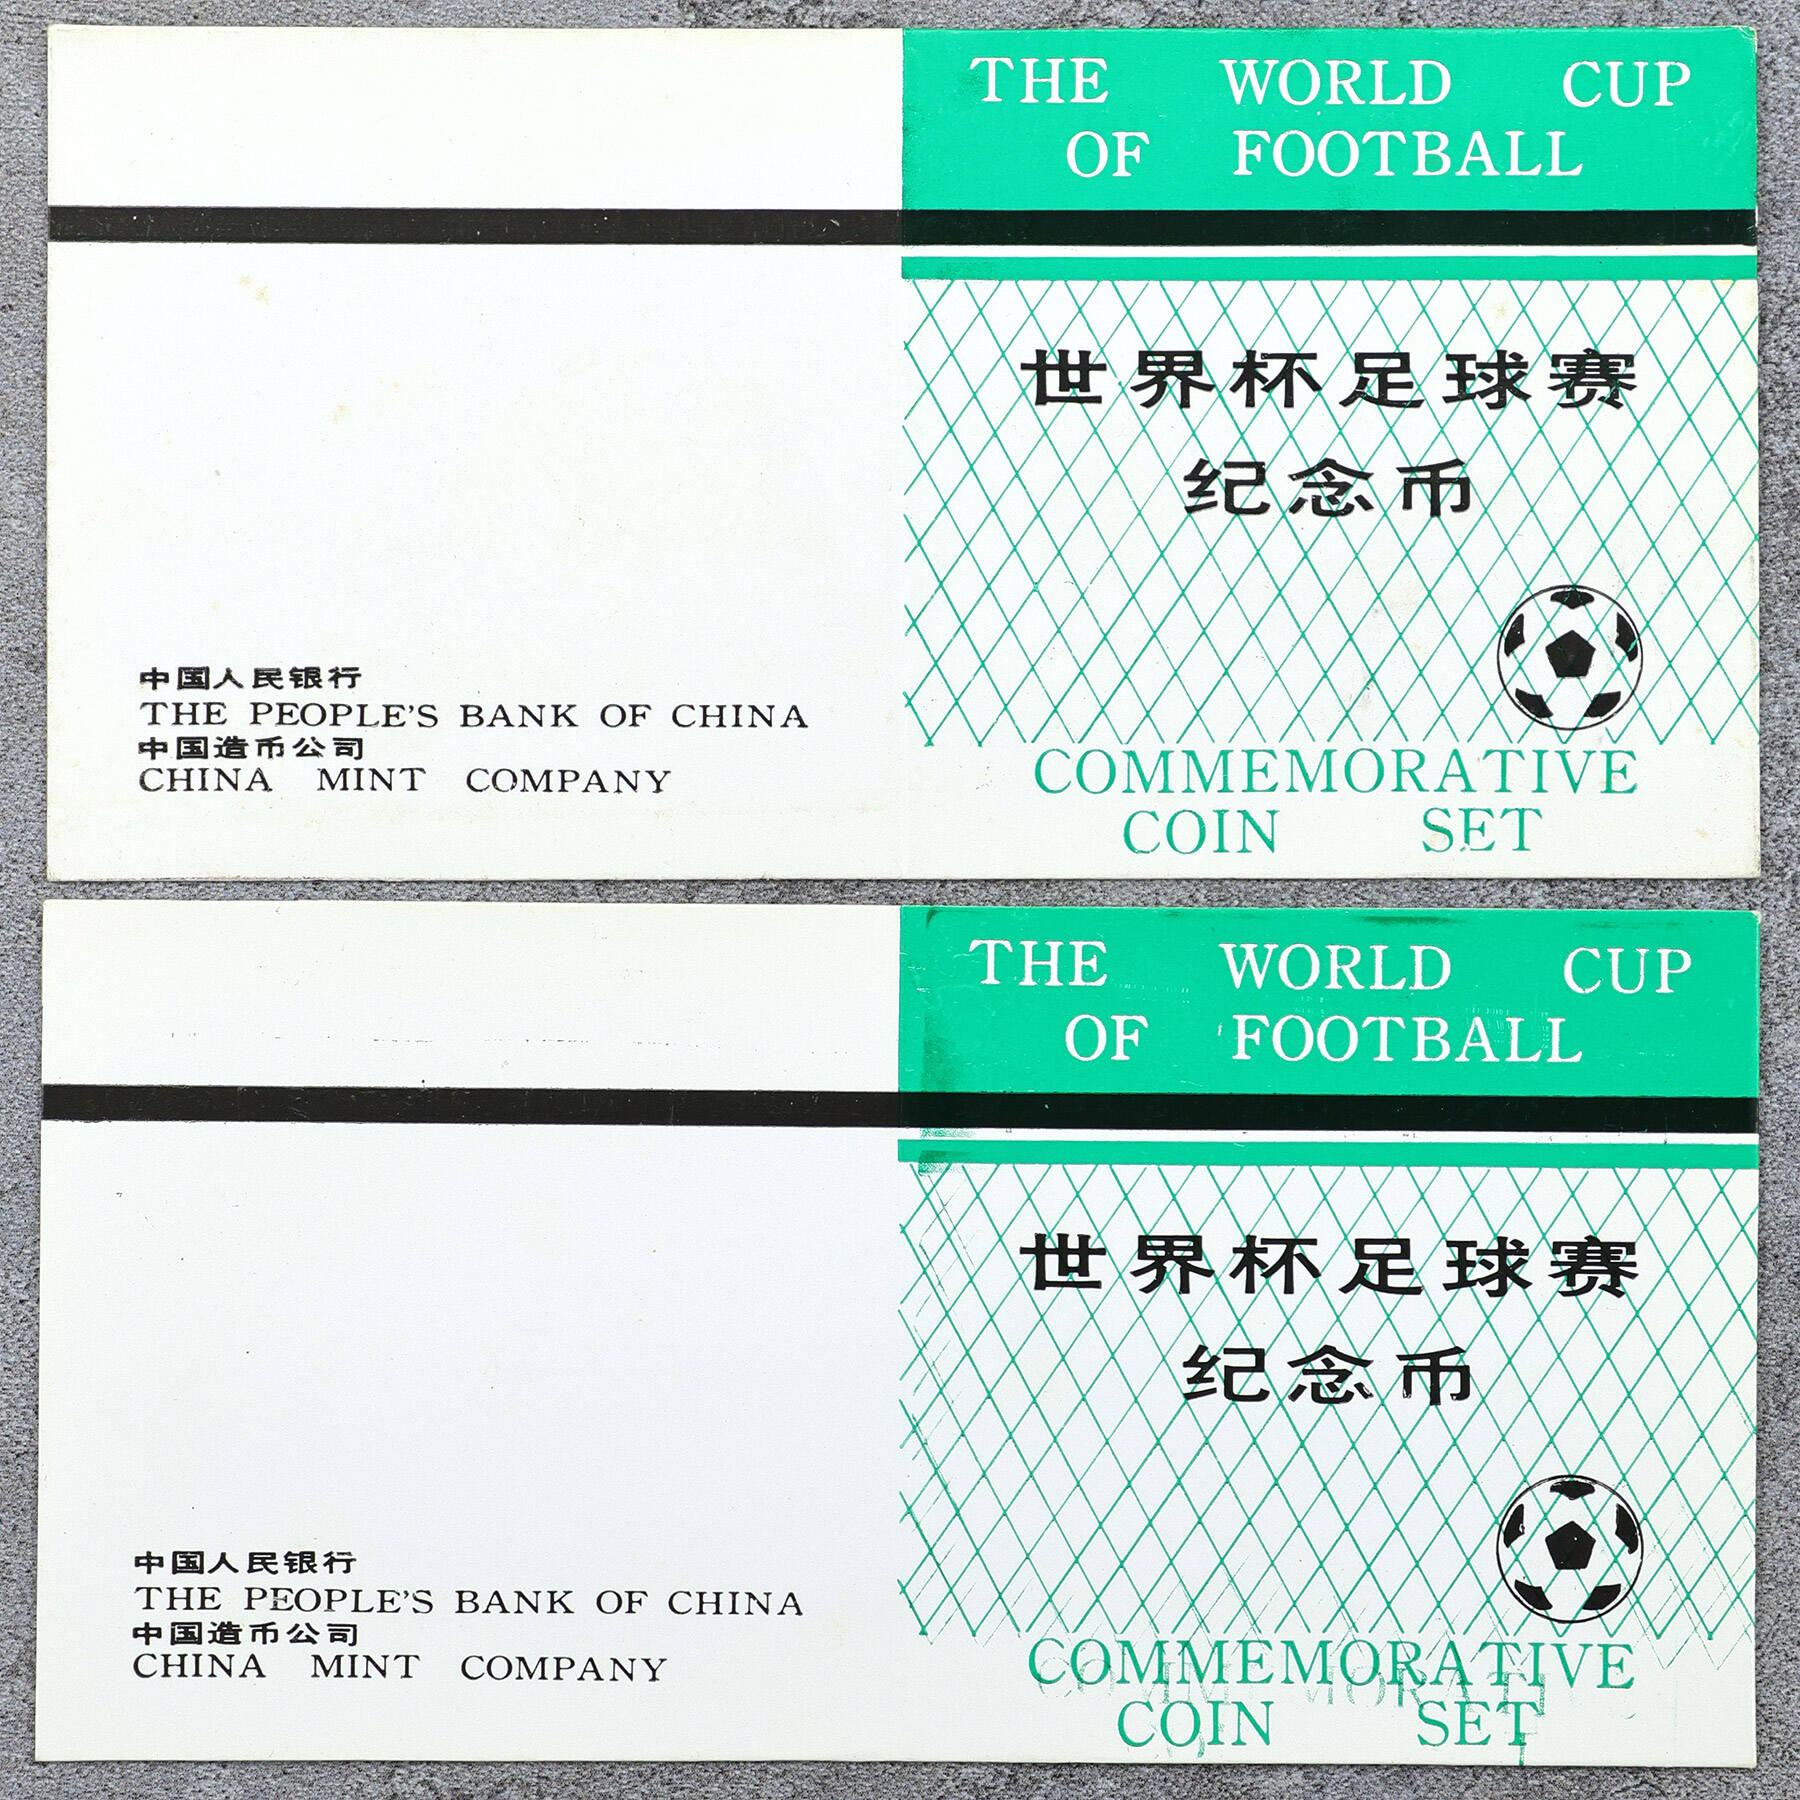 THE WORLD CUP
OF FOOTBALL
世界杯足球赛
纪念币
COMMEMORATIVE
COIN SET
中国人民银行
THE PEOPLE'S BANK OF CHINA
中国造币公司
CHINA MINT COMPANY
THE WORLD CUP
OF FOOTBALL
世界杯足球赛
纪念币
COMMEMORATIVE
COIN SET
中国人民银行
THE PEOPLE'S BANK OF CHINA
中国造币公司
CHINA MINT COMPANY